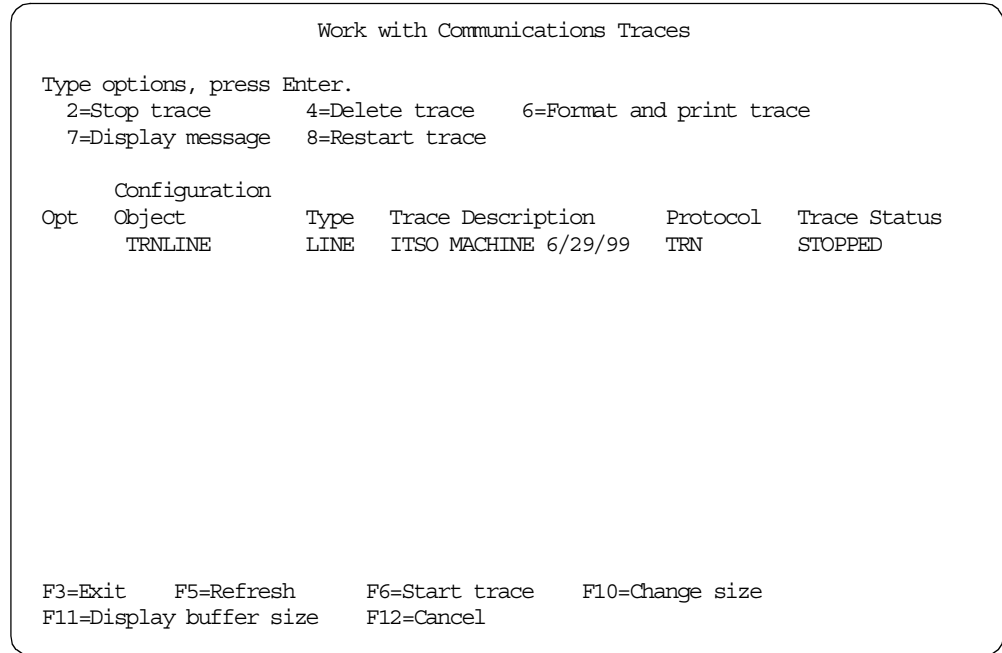 Work with Communications Traces
Type options, press Enter.
2=Stop trace 4=Delete trace 6=Format and print trace
7=Display message 8=Restart trace
Configuration
Opt Object Type Trace Description Protocol Trace Status
TRNLINE LINE ITSO MACHINE 6/29/99 TRN STOPPED
F3=Exit F5=Refresh F6=Start trace F10=Change size
F11=Display buffer size F12=Cancel